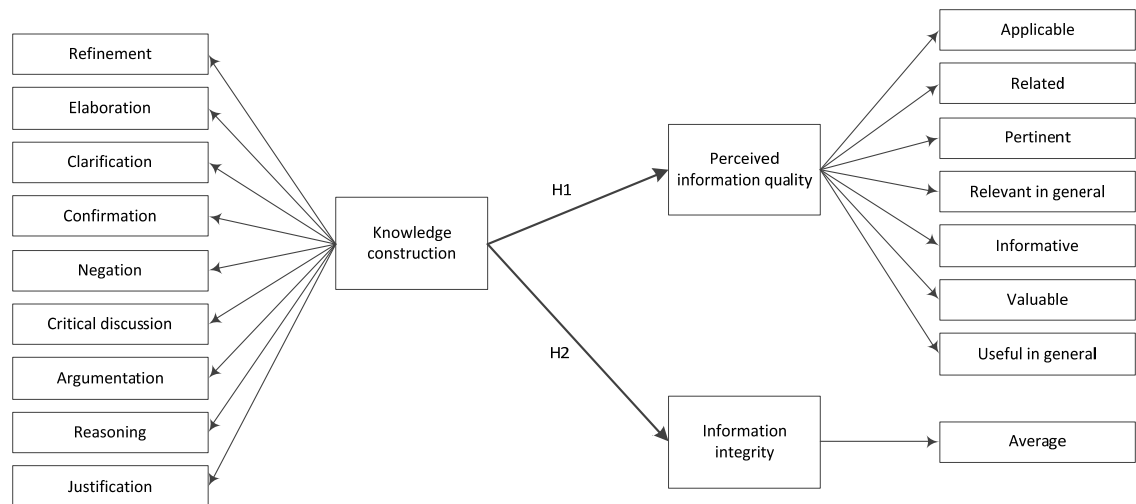 Refinement
Elaboration
Clarification
Confirmation
Negation
Critical discussion
Argumentation
Reasoning
Justification
Knowledge
construction
H1
H2
Perceived
information quality
Information
integrity
Applicable
Related
Pertinent
Relevant in general
Informative
Valuable
Useful in general
Average